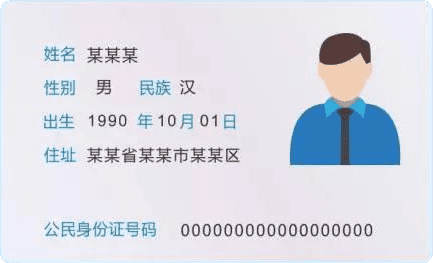 姓名 某某某
性别 男 民族 汉
出生 1990 年 10 月 01 日
住址 某某省某某市某某区
公民身份证号码 000000000000000000